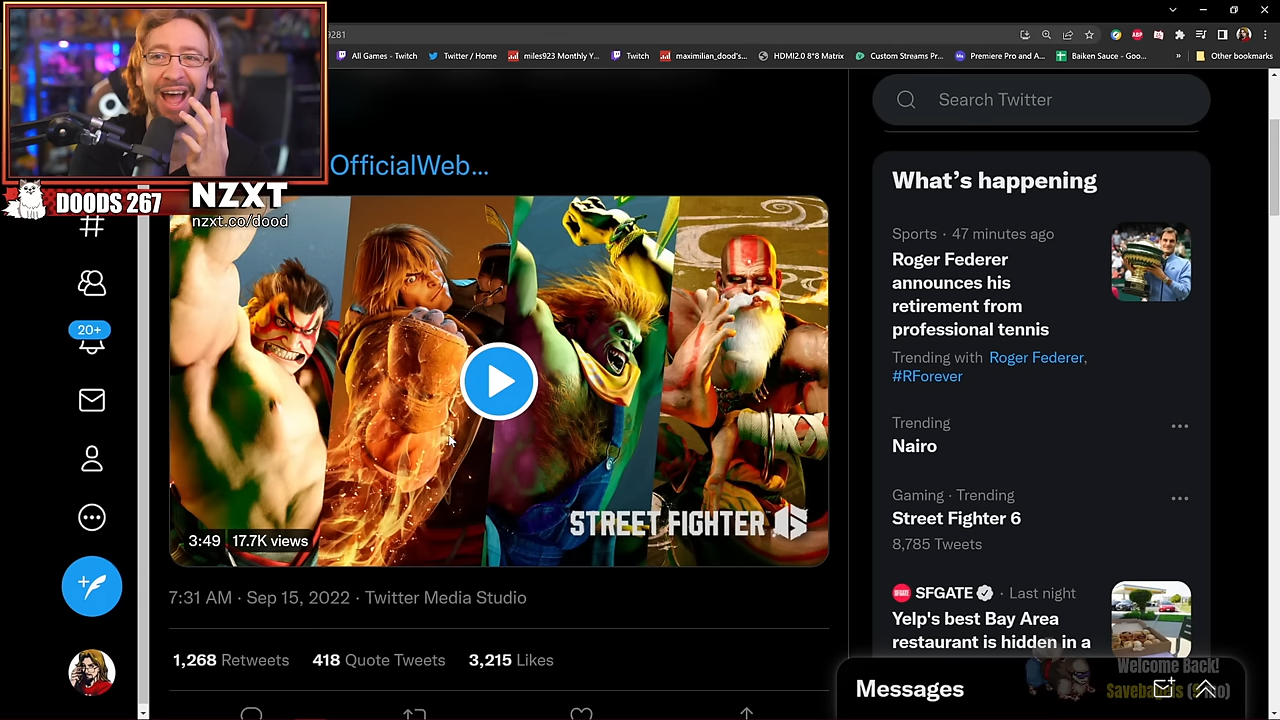 9281
All Games - Twitch
Twitter / Home
miles923 Monthly Y...
Twitch
maximilian_dood's...
HDMI2.0 8*8 Matrix
Custom Streams Pr...
Premiere Pro and A...
Baiken Sauce - Goo...
»
Other bookmarks
ABP
Search Twitter
OfficialWeb...
DOODS 267
NZXT
nzxt.co/dood
#
20+
STREET FIGHTER 6
3:49
17.7K views
7:31 AM · Sep 15, 2022 · Twitter Media Studio
1,268 Retweets 418 Quote Tweets 3,215 Likes
What's happening
Sports · 47 minutes ago
Roger Federer
announces his
retirement from
professional tennis
Trending with Roger Federer,
#RForever
Trending
Nairo
Gaming · Trending
Street Fighter 6
8,785 Tweets
SFGATE · Last night
Yelp's best Bay Area
restaurant is hidden in a
Messages
Welcome Back!